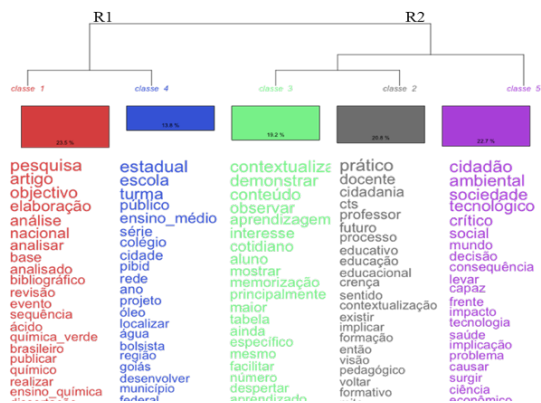 R1 R2
classe 1 classe 4 classe 3 classe 2 classe 5
23,5 % 13,6 % 19,2 % 20,9 % 22,7 %
pesquisa
artigo
objectivo
elaboração
análise
nacional
analisar
base
analisado
bibliográfico
revisão
evento
sequência
ácido
química_verde
brasileiro
publicar
químico
realizar
ensino_química
estadual
escola
turma
público
ensino_médio
série
colégio
cidade
pibid
rede
ano
projeto
óleo
localizar
água
bolsista
região
goiás
desenvolver
município
federal
contextualiza
demonstrar
conteúdo
observar
aprendizagem
interesse
cotidiano
aluno
mostrar
memorização
principalmente
maior
tabela
ainda
específico
mesmo
facilitar
número
despertar
aprendizado
prático
docente
cidadania
cts
professor
futuro
processo
educativo
educação
educacional
crença
sentido
contextualização
existir
implicar
formação
então
visão
pedagógico
voltar
formativo
cidadão
ambiental
sociedade
tecnológico
crítico
social
mundo
decisão
consequência
levar
capaz
frente
impacto
tecnologia
saúde
implicação
problema
causar
surgir
ciência
econômico